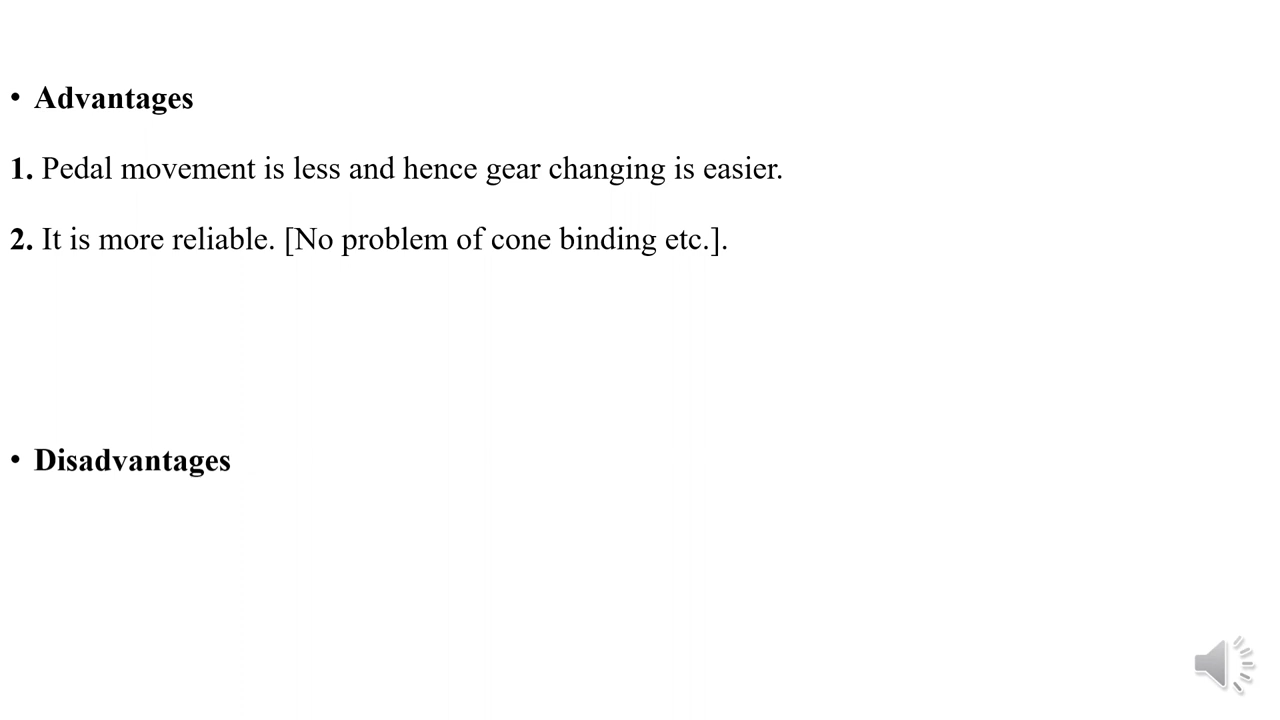 • Advantages
1. Pedal movement is less and hence gear changing is easier.
2. It is more reliable. [No problem of cone binding etc.].
• Disadvantages